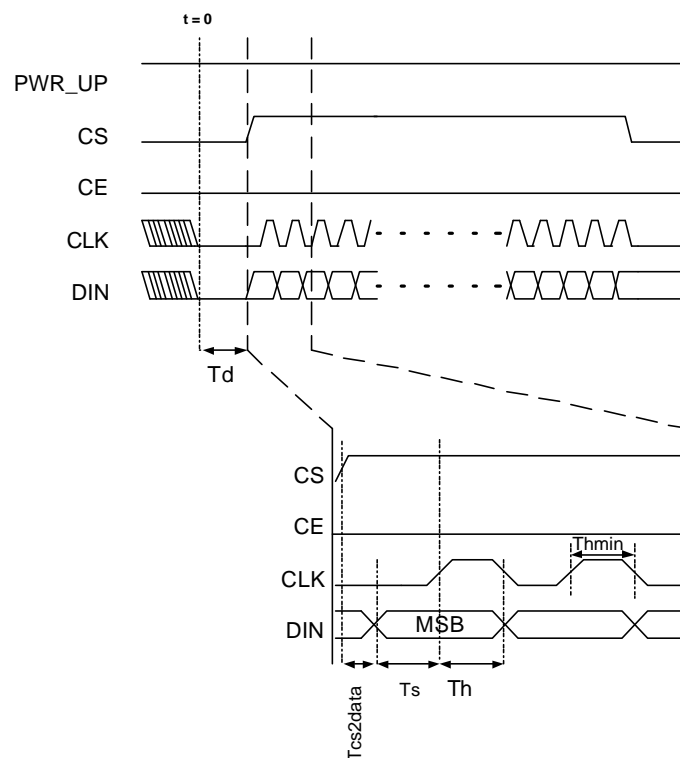 t = 0
PWR_UP
CS
CE
CLK
DIN
Td
CS
CE
Thmin
CLK
DIN
MSB
Tcs2data
Ts
Th